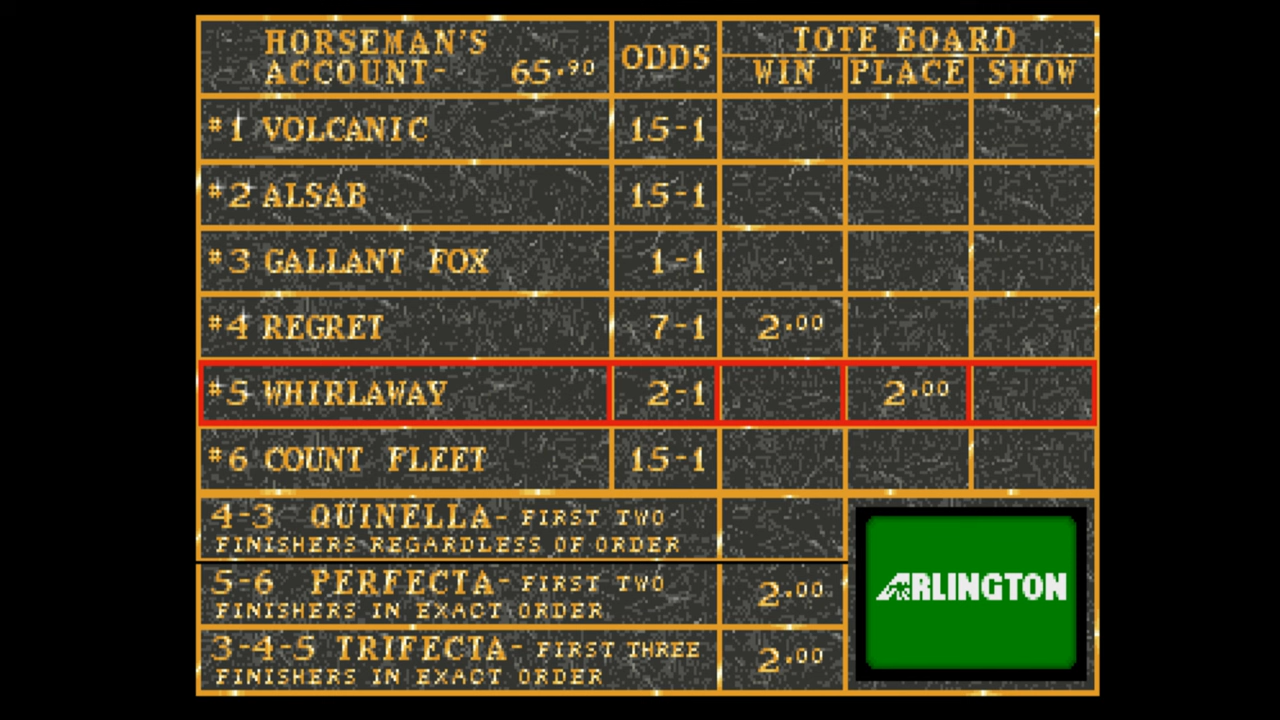 HORSEMAN'S
ACCOUNT- 65.90 ODDS TOTE BOARD
WIN PLACE SHOW
#1 VOLCANIC 15-1
#2 ALSAB 15-1
#3 GALLANT FOX 1-1
#4 REGRET 7-1 2.00
#5 WHIRLAWAY 2-1 2.00
#6 COUNT FLEET 15-1
4-3 QUINELLA- FIRST TWO
FINISHERS REGARDLESS OF ORDER
5-6 PERFECTA- FIRST TWO
FINISHERS IN EXACT ORDER 2.00
3-4-5 TRIFECTA- FIRST THREE
FINISHERS IN EXACT ORDER 2.00
ARLINGTON